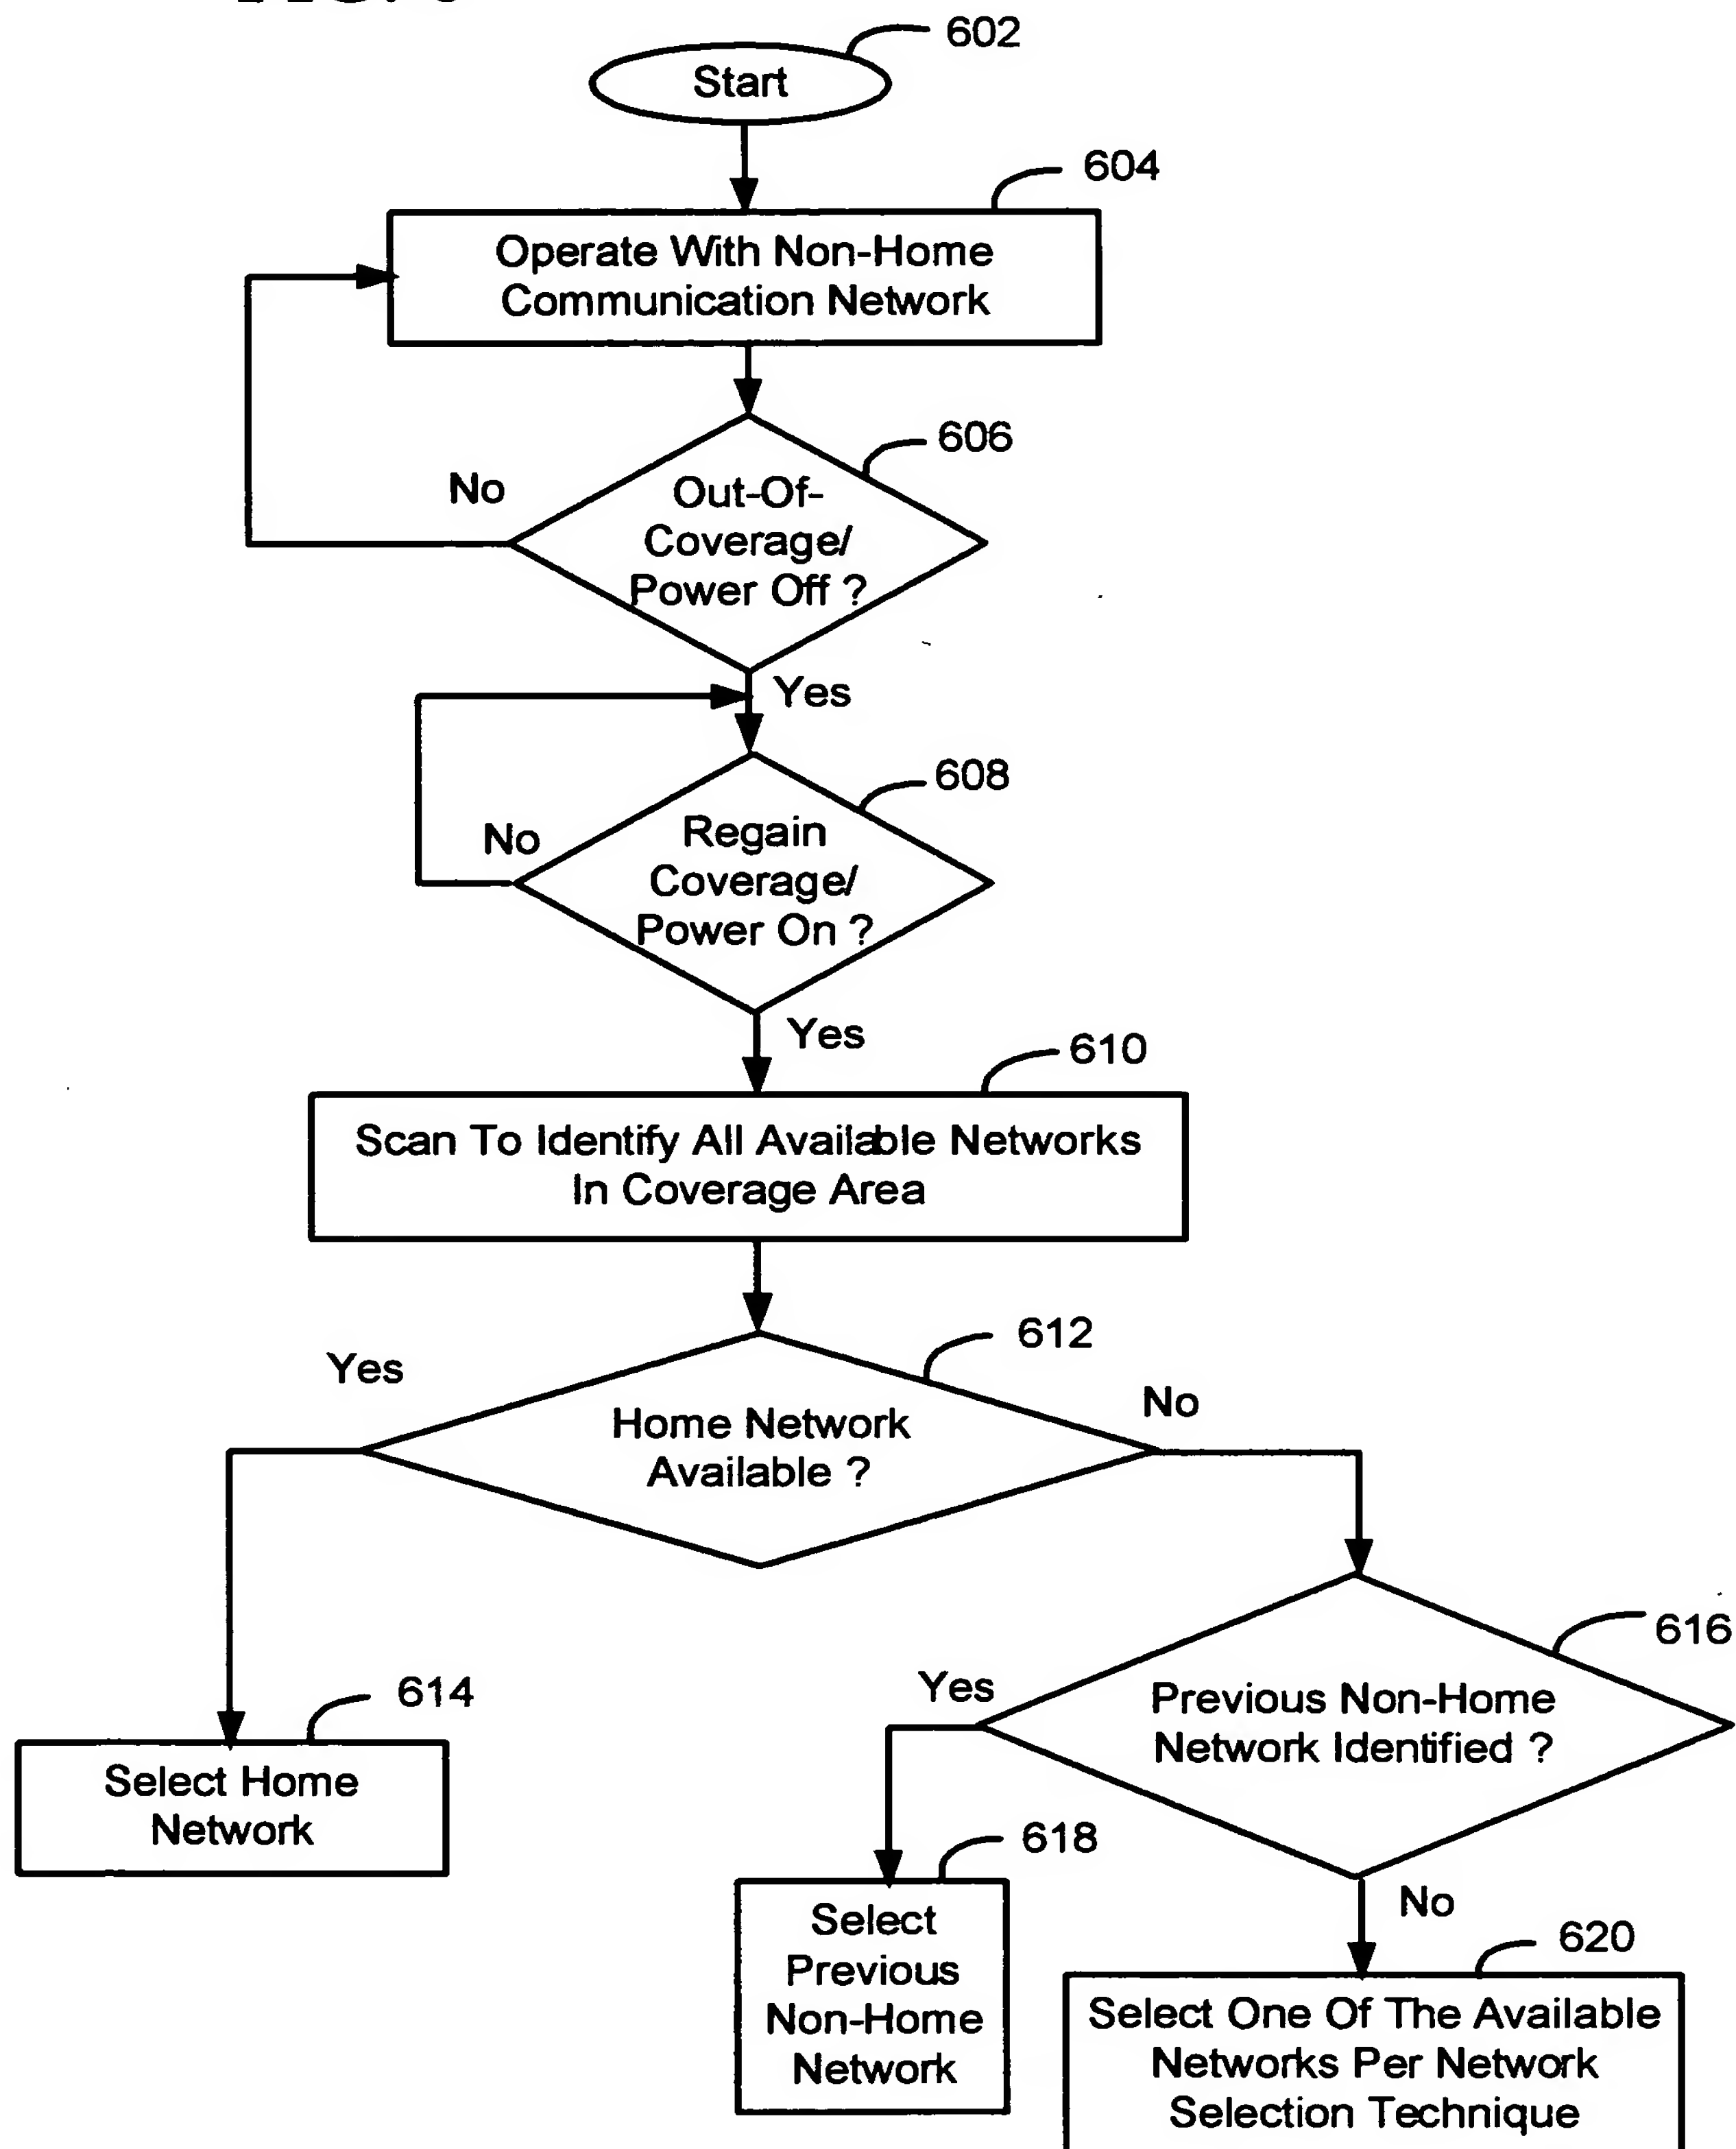 602
Start
604
Operate With Non-Home
Communication Network
606
No
Out-Of-
Coverage/
Power Off ?
Yes
608
No
Regain
Coverage/
Power On ?
Yes
610
Scan To Identify All Available Networks
In Coverage Area
612
Yes
No
Home Network
Available ?
616
614
Yes
Previous Non-Home
Network Identified ?
Select Home
Network
618
No
Select
Previous
Non-Home
Network
620
Select One Of The Available
Networks Per Network
Selection Technique